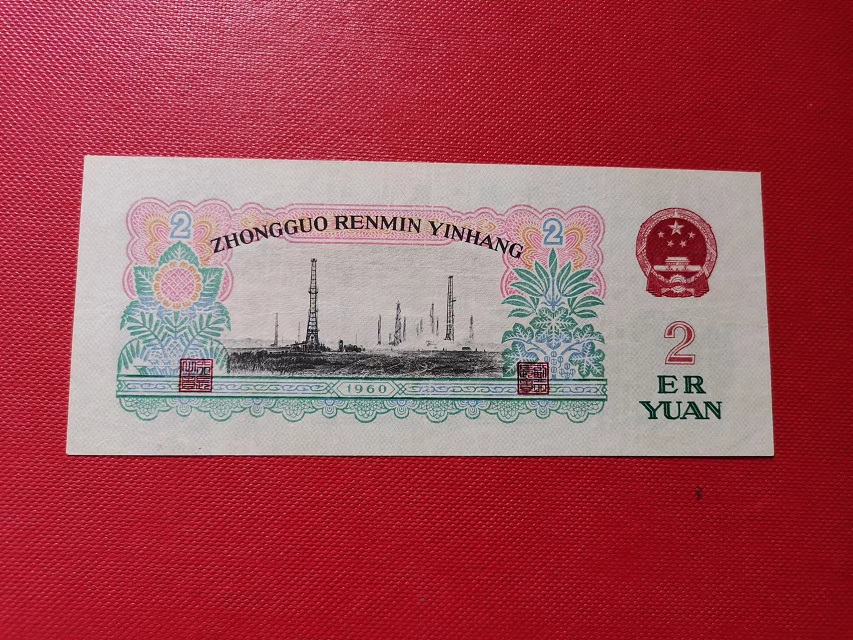 2
2
ZHONGGUO RENMIN YINHANG
1960
2
ER
YUAN